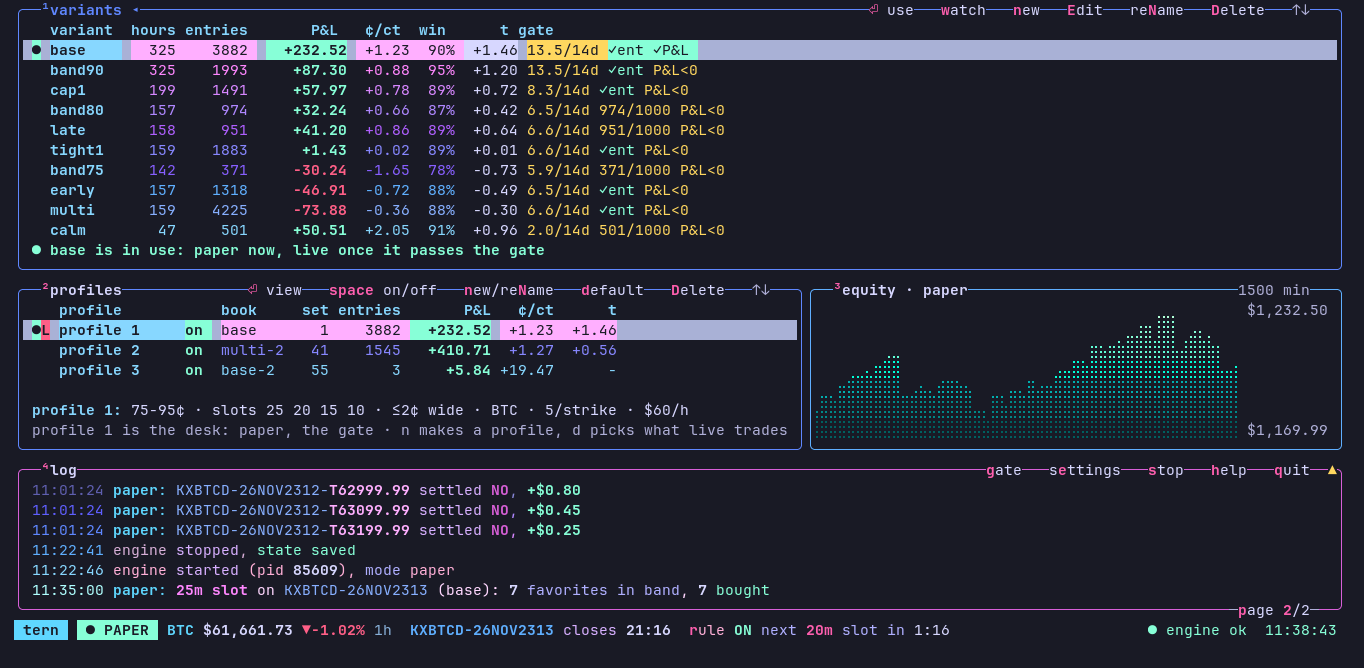 ¹variants ◂ ⏎ use watch new Edit reName Delete ↑↓
variant hours entries P&L ¢/ct win t gate
● base 325 3882 +232.52 +1.23 90% +1.46 13.5/14d ✓ent ✓P&L
band90 325 1993 +87.30 +0.88 95% +1.20 13.5/14d ✓ent P&L<0
cap1 199 1491 +57.97 +0.78 89% +0.72 8.3/14d ✓ent P&L<0
band80 157 974 +32.24 +0.66 87% +0.42 6.5/14d 974/1000 P&L<0
late 158 951 +41.20 +0.86 89% +0.64 6.6/14d 951/1000 P&L<0
tight1 159 1883 +1.43 +0.02 89% +0.01 6.6/14d ✓ent P&L<0
band75 142 371 -30.24 -1.65 78% -0.73 5.9/14d 371/1000 P&L<0
early 157 1318 -46.91 -0.72 88% -0.49 6.5/14d ✓ent P&L<0
multi 159 4225 -73.88 -0.36 88% -0.30 6.6/14d ✓ent P&L<0
calm 47 501 +50.51 +2.05 91% +0.96 2.0/14d 501/1000 P&L<0
● base is in use: paper now, live once it passes the gate
²profiles ⏎ view space on/off new/reName default Delete ↑↓
profile book set entries P&L ¢/ct t
●L profile 1 on base 1 3882 +232.52 +1.23 +1.46
profile 2 on multi-2 41 1545 +410.71 +1.27 +0.56
profile 3 on base-2 55 3 +5.84 +19.47 -
profile 1: 75-95¢ · slots 25 20 15 10 · ≤2¢ wide · BTC · 5/strike · $60/h
profile 1 is the desk: paper, the gate · n makes a profile, d picks what live trades
³equity · paper 1500 min
$1,232.50
$1,169.99
⁴log gate settings stop help quit ▲
11:01:24 paper: KXBTCD-26NOV2312-T62999.99 settled NO, +$0.80
11:01:24 paper: KXBTCD-26NOV2312-T63099.99 settled NO, +$0.45
11:01:24 paper: KXBTCD-26NOV2312-T63199.99 settled NO, +$0.25
11:22:41 engine stopped, state saved
11:22:46 engine started (pid 85609), mode paper
11:35:00 paper: 25m slot on KXBTCD-26NOV2313 (base): 7 favorites in band, 7 bought
page 2/2
tern ● PAPER BTC $61,661.73 ▼-1.02% 1h KXBTCD-26NOV2313 closes 21:16 rule ON next 20m slot in 1:16 ● engine ok 11:38:43